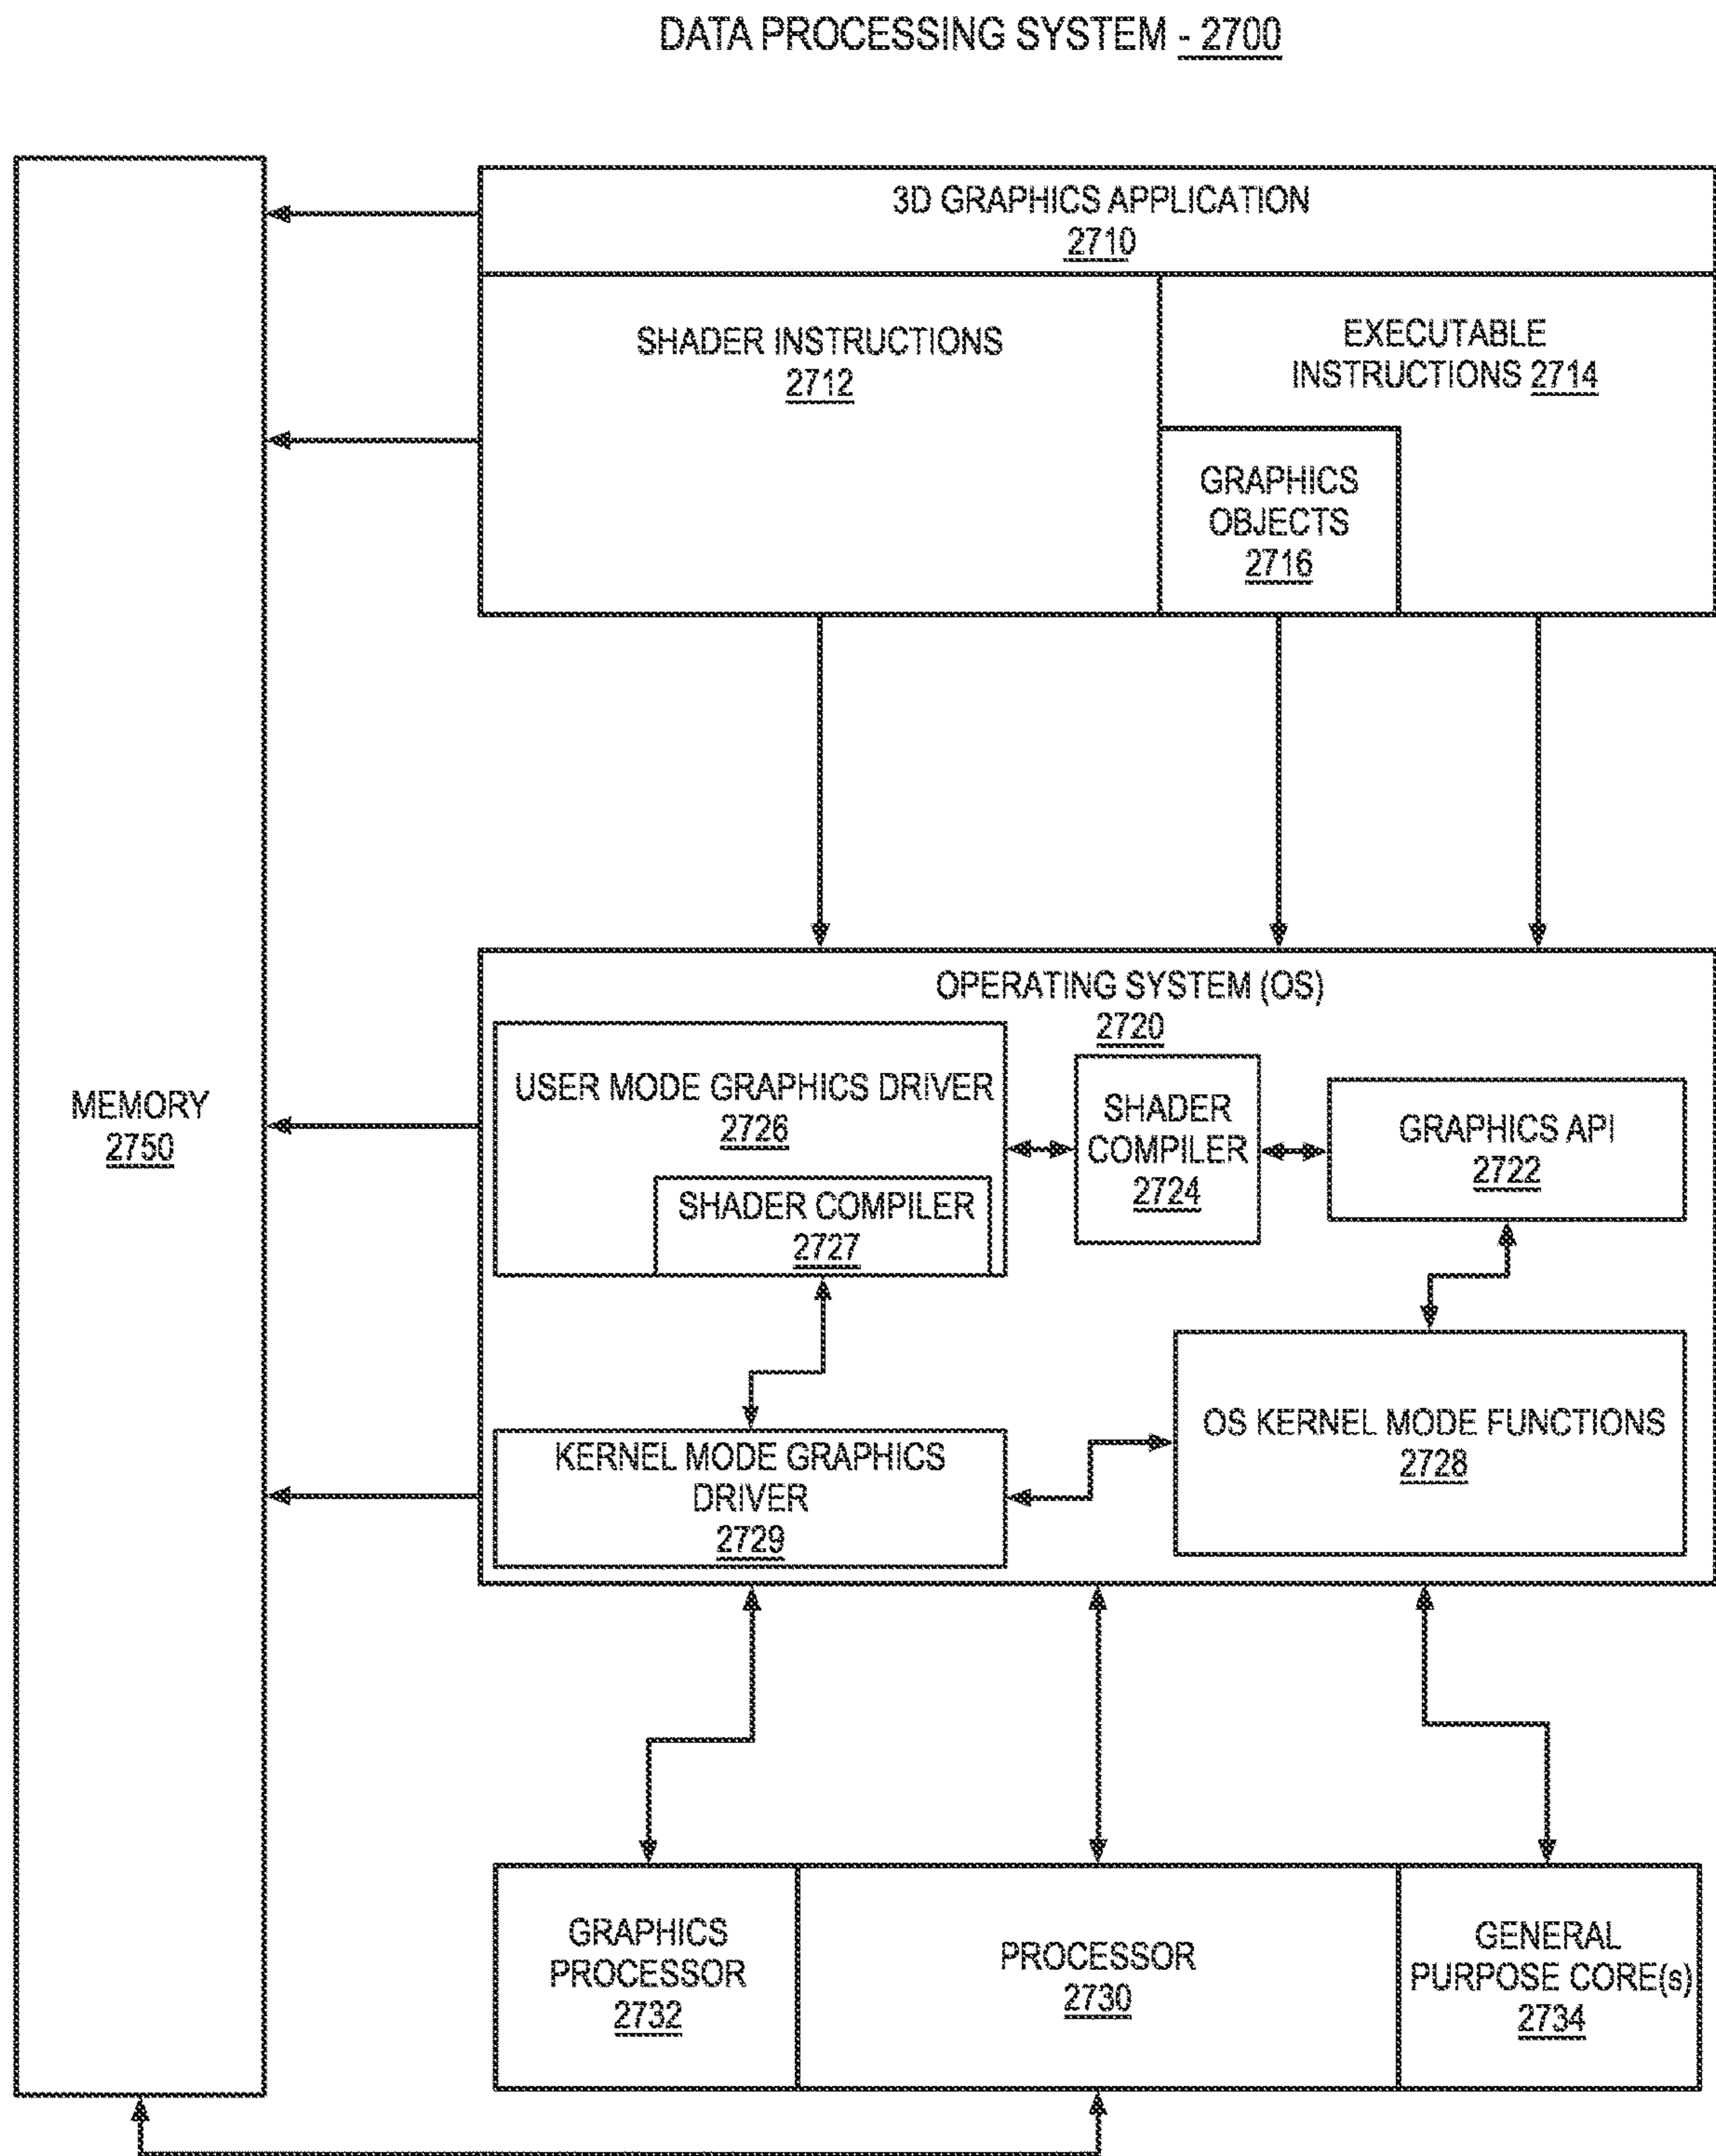 DATA PROCESSING SYSTEM - 2700
3D GRAPHICS APPLICATION
2710
SHADER INSTRUCTIONS
2712
EXECUTABLE
INSTRUCTIONS 2714
GRAPHICS
OBJECTS
2716
OPERATING SYSTEM (OS)
2720
USER MODE GRAPHICS DRIVER
2726
SHADER COMPILER
2727
SHADER
COMPILER
2724
GRAPHICS API
2722
MEMORY
2750
KERNEL MODE GRAPHICS
DRIVER
2729
OS KERNEL MODE FUNCTIONS
2728
GRAPHICS
PROCESSOR
2732
PROCESSOR
2730
GENERAL
PURPOSE CORE(s)
2734